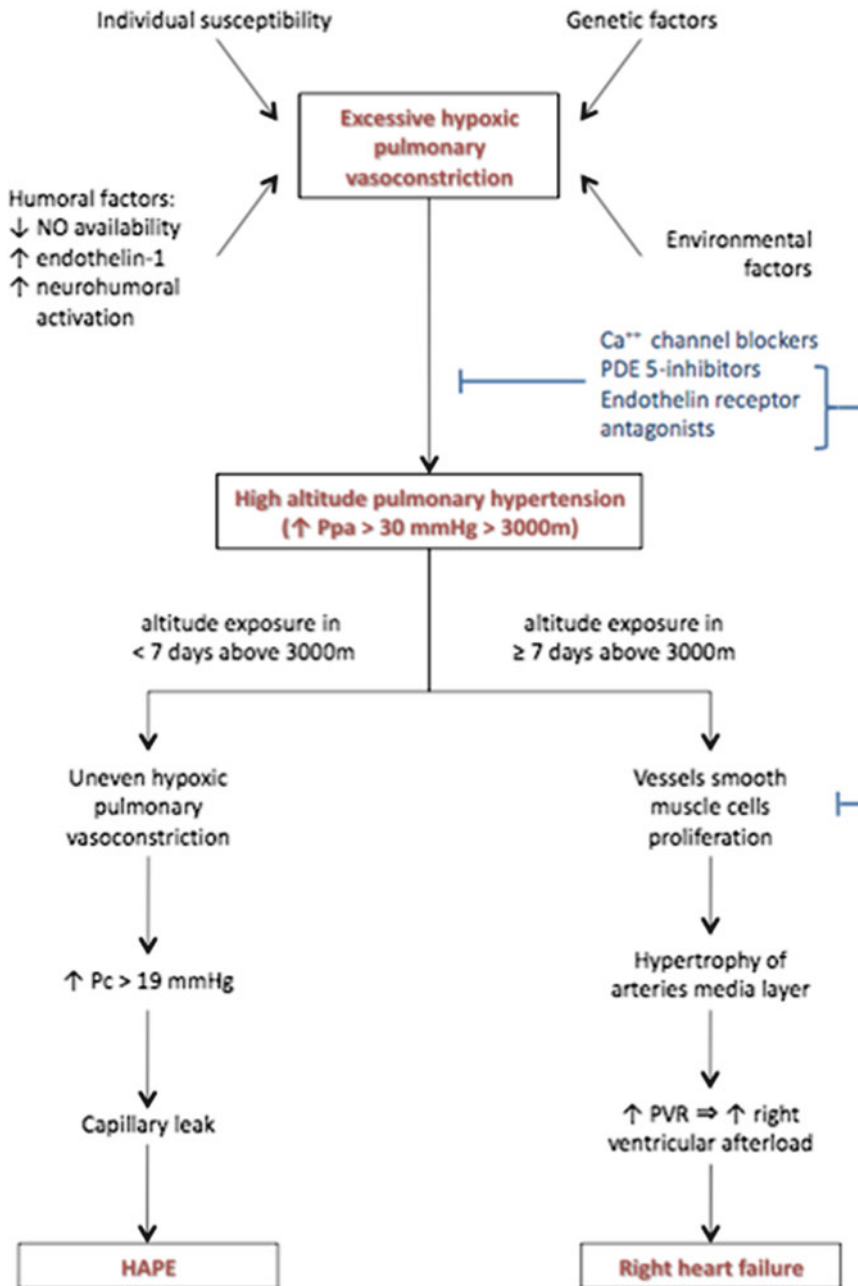 Individual susceptibility
Genetic factors
Excessive hypoxic
pulmonary
vasoconstriction
Humoral factors:
↓ NO availability
↑ endothelin-1
↑ neurohumoral
activation
Environmental
factors
Ca⁺⁺ channel blockers
PDE 5-inhibitors
Endothelin receptor
antagonists
High altitude pulmonary hypertension
(↑ Ppa > 30 mmHg > 3000m)
altitude exposure in
< 7 days above 3000m
altitude exposure in
≥ 7 days above 3000m
Uneven hypoxic
pulmonary
vasoconstriction
Vessels smooth
muscle cells
proliferation
↑ Pc > 19 mmHg
Hypertrophy of
arteries media layer
Capillary leak
↑ PVR ⇒ ↑ right
ventricular afterload
HAPE
Right heart failure